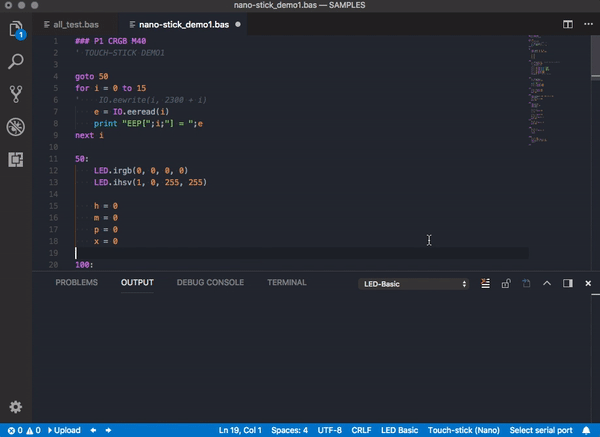 nano-stick_demo1.bas — SAMPLES
all_test.bas nano-stick_demo1.bas
1 ### P1 CRGB M40
2 ' TOUCH-STICK DEMO1
3
4 goto 50
5 for i = 0 to 15
6 ' IO.eewrite(i, 2300 + i)
7 e = IO.eeread(i)
8 print "EEP[";i;"] = ";e
9 next i
10
11 50:
12 LED.irgb(0, 0, 0, 0)
13 LED.ihsv(1, 0, 255, 255)
14
15 h = 0
16 m = 0
17 p = 0
18 x = 0
19
20 100:
1
PROBLEMS OUTPUT DEBUG CONSOLE TERMINAL LED-Basic
0 0 Upload Ln 19, Col 1 Spaces: 4 UTF-8 CRLF LED Basic Touch-stick (Nano) Select serial port